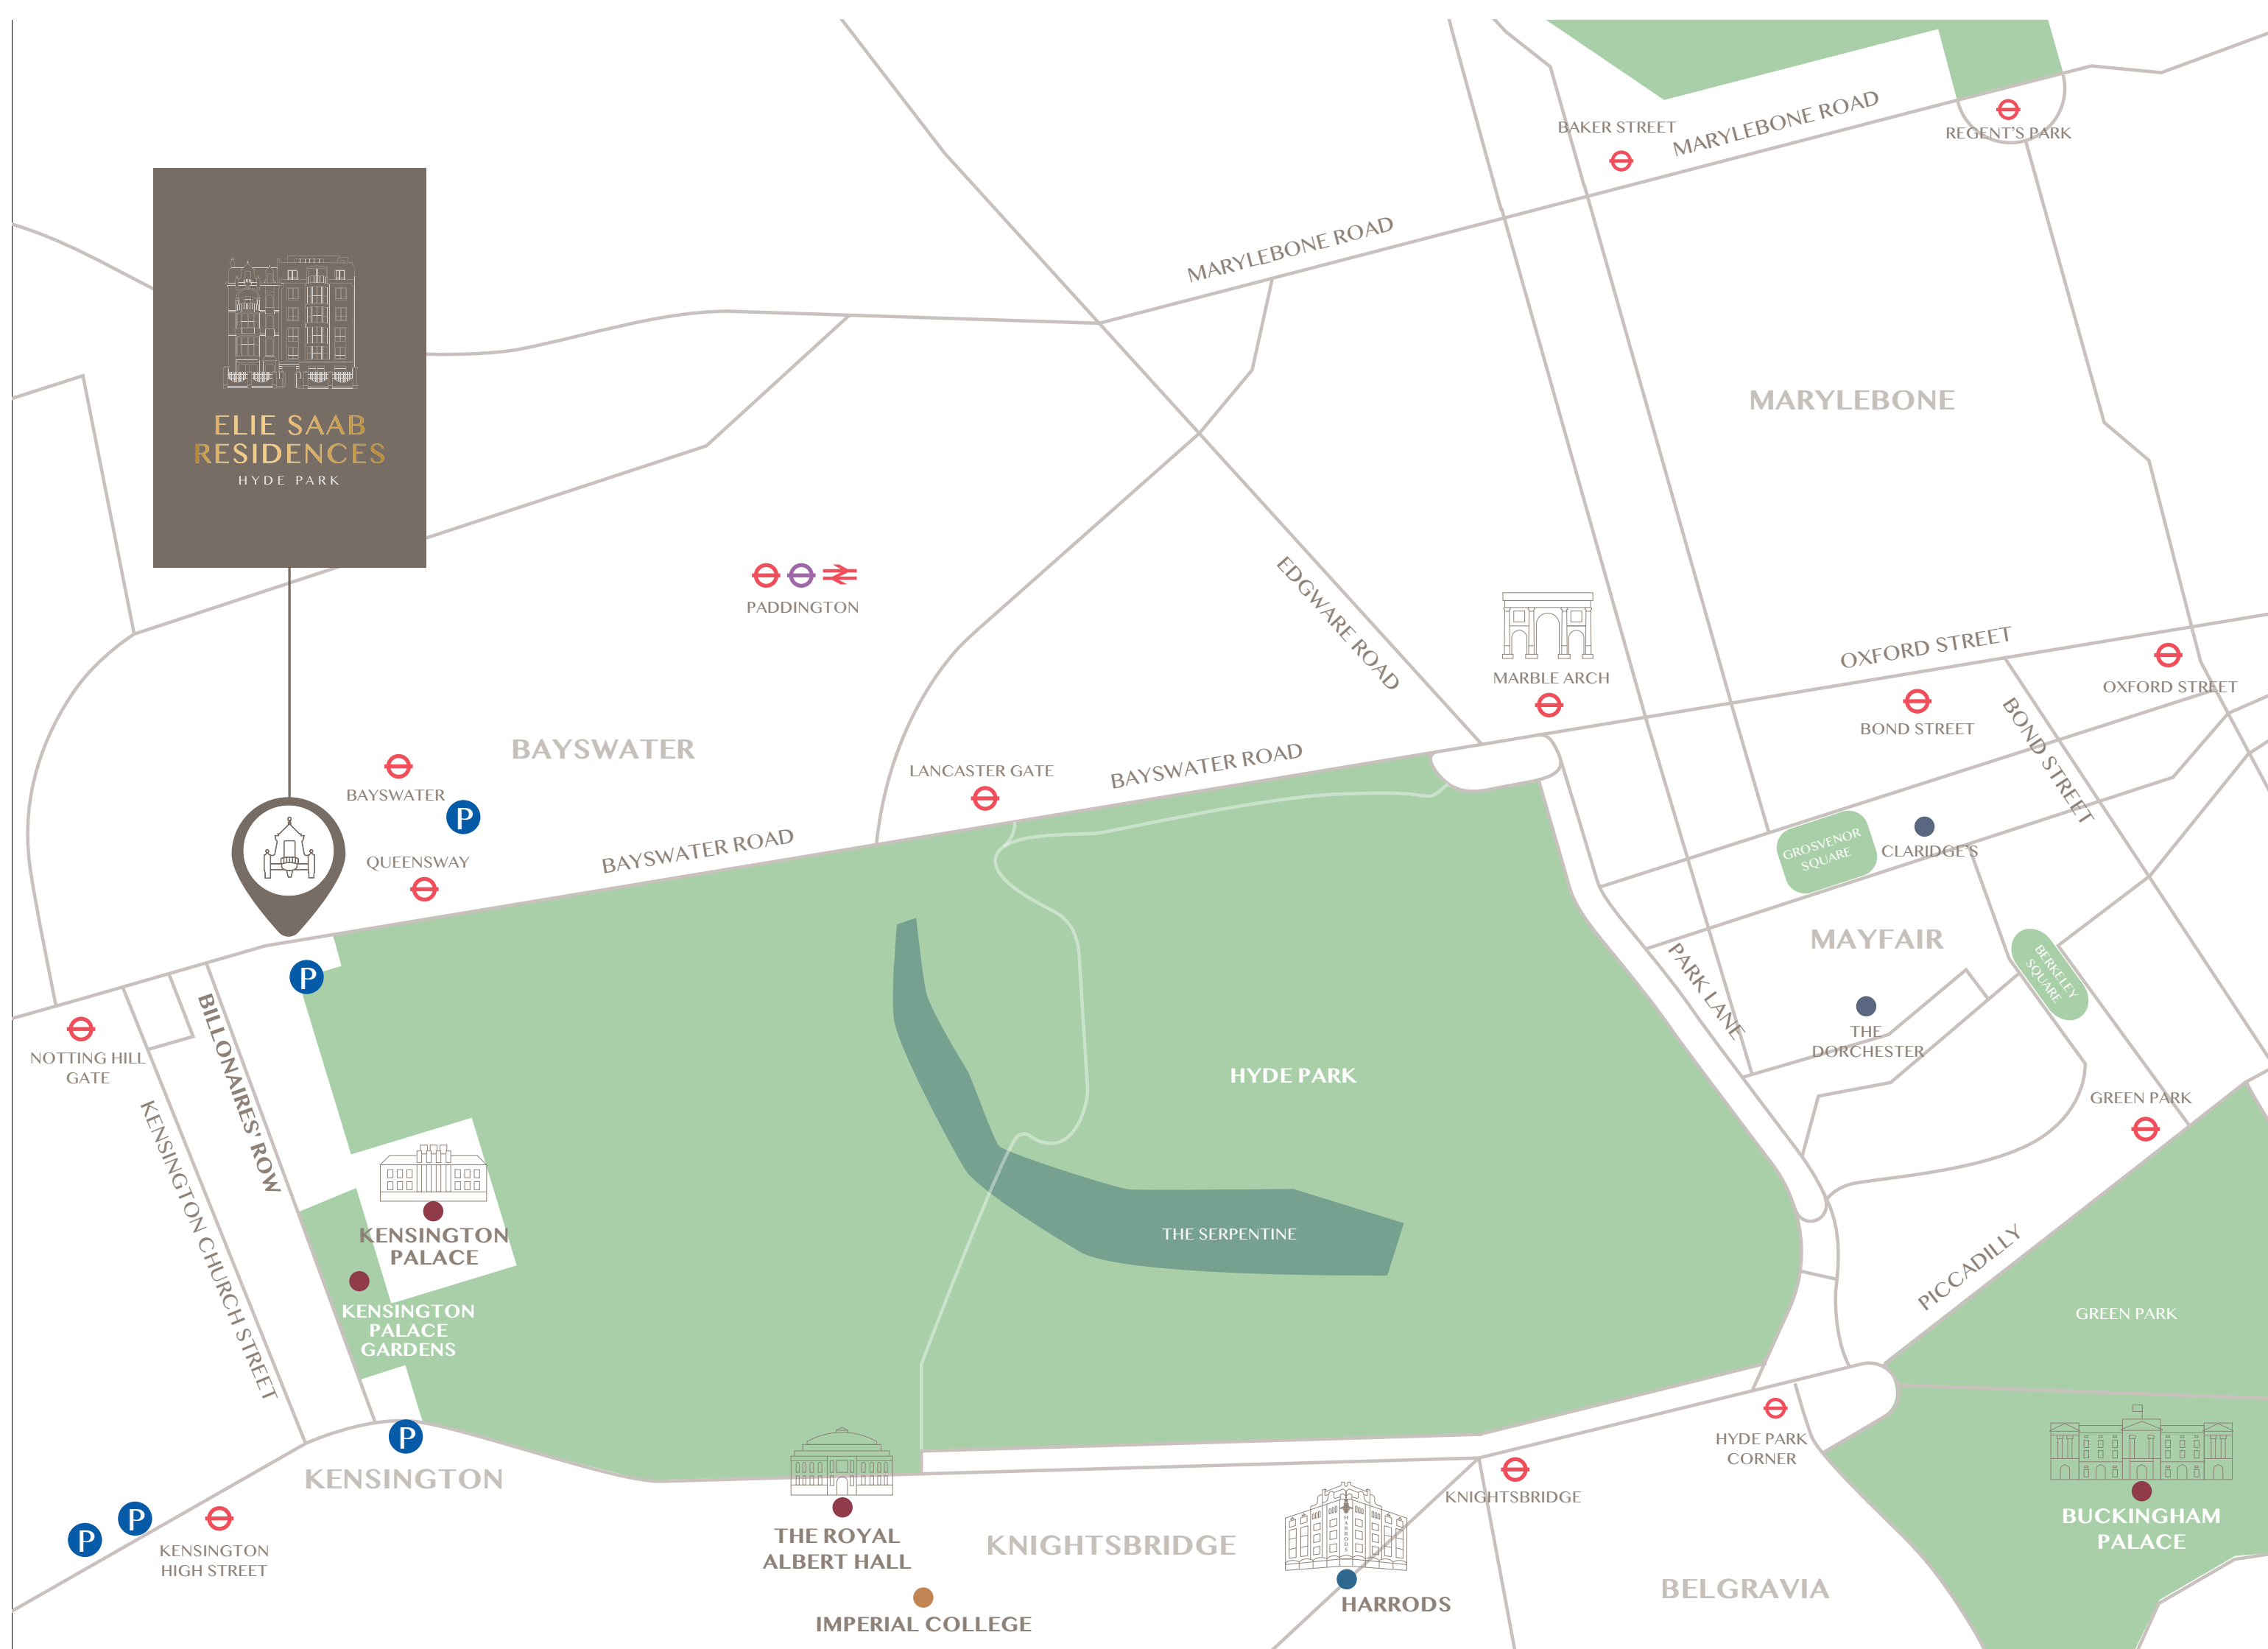 BAKER STREET
MARYLEBONE ROAD
REGENT'S PARK
MARYLEBONE ROAD
ELIE SAAB
RESIDENCES
HYDE PARK
MARYLEBONE
PADDINGTON
EDGWARE ROAD
MARBLE ARCH
OXFORD STREET
OXFORD STREET
BOND STREET
BOND STREET
BAYSWATER
BAYSWATER
P
LANCASTER GATE
BAYSWATER ROAD
BAYSWATER ROAD
QUEENSWAY
GROSVENOR
SQUARE
CLARIDGE'S
MAYFAIR
BERKELEY
SQUARE
PARK LANE
THE
DORCHESTER
P
BILLONAIRES' ROW
NOTTING HILL
GATE
KENSINGTON CHURCH STREET
HYDE PARK
GREEN PARK
KENSINGTON
PALACE
THE SERPENTINE
PICCADILLY
KENSINGTON
PALACE
GARDENS
GREEN PARK
P
KENSINGTON
HYDE PARK
CORNER
KNIGHTSBRIDGE
P
P
KENSINGTON
HIGH STREET
THE ROYAL
ALBERT HALL
KNIGHTSBRIDGE
HARRODS
HARRODS
BUCKINGHAM
PALACE
IMPERIAL COLLEGE
BELGRAVIA